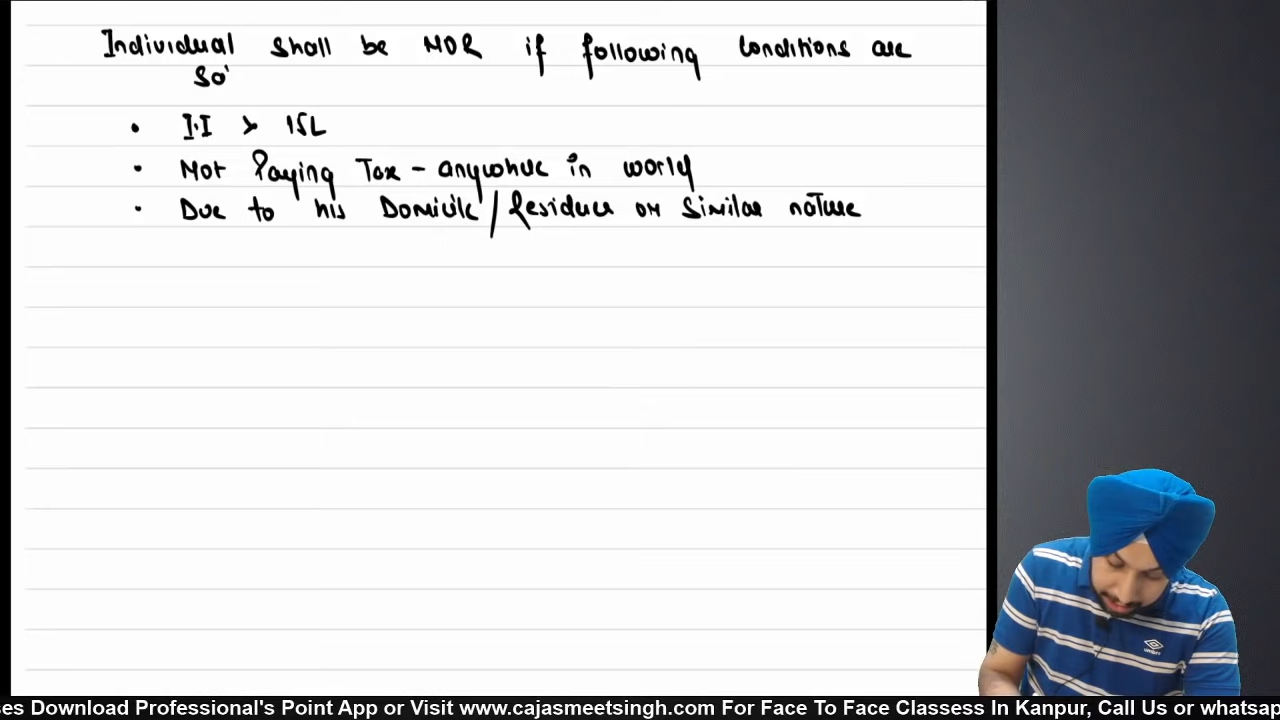 Individual shall be NOR if following conditions are
so
• I.I > 15L
• Not Paying Tax - anywhere in world
• Due to his Domicile / Residence or similar nature
umbro
ses Download Professional's Point App or Visit www.cajasmeetsingh.com For Face To Face Classess In Kanpur, Call Us or whatsap